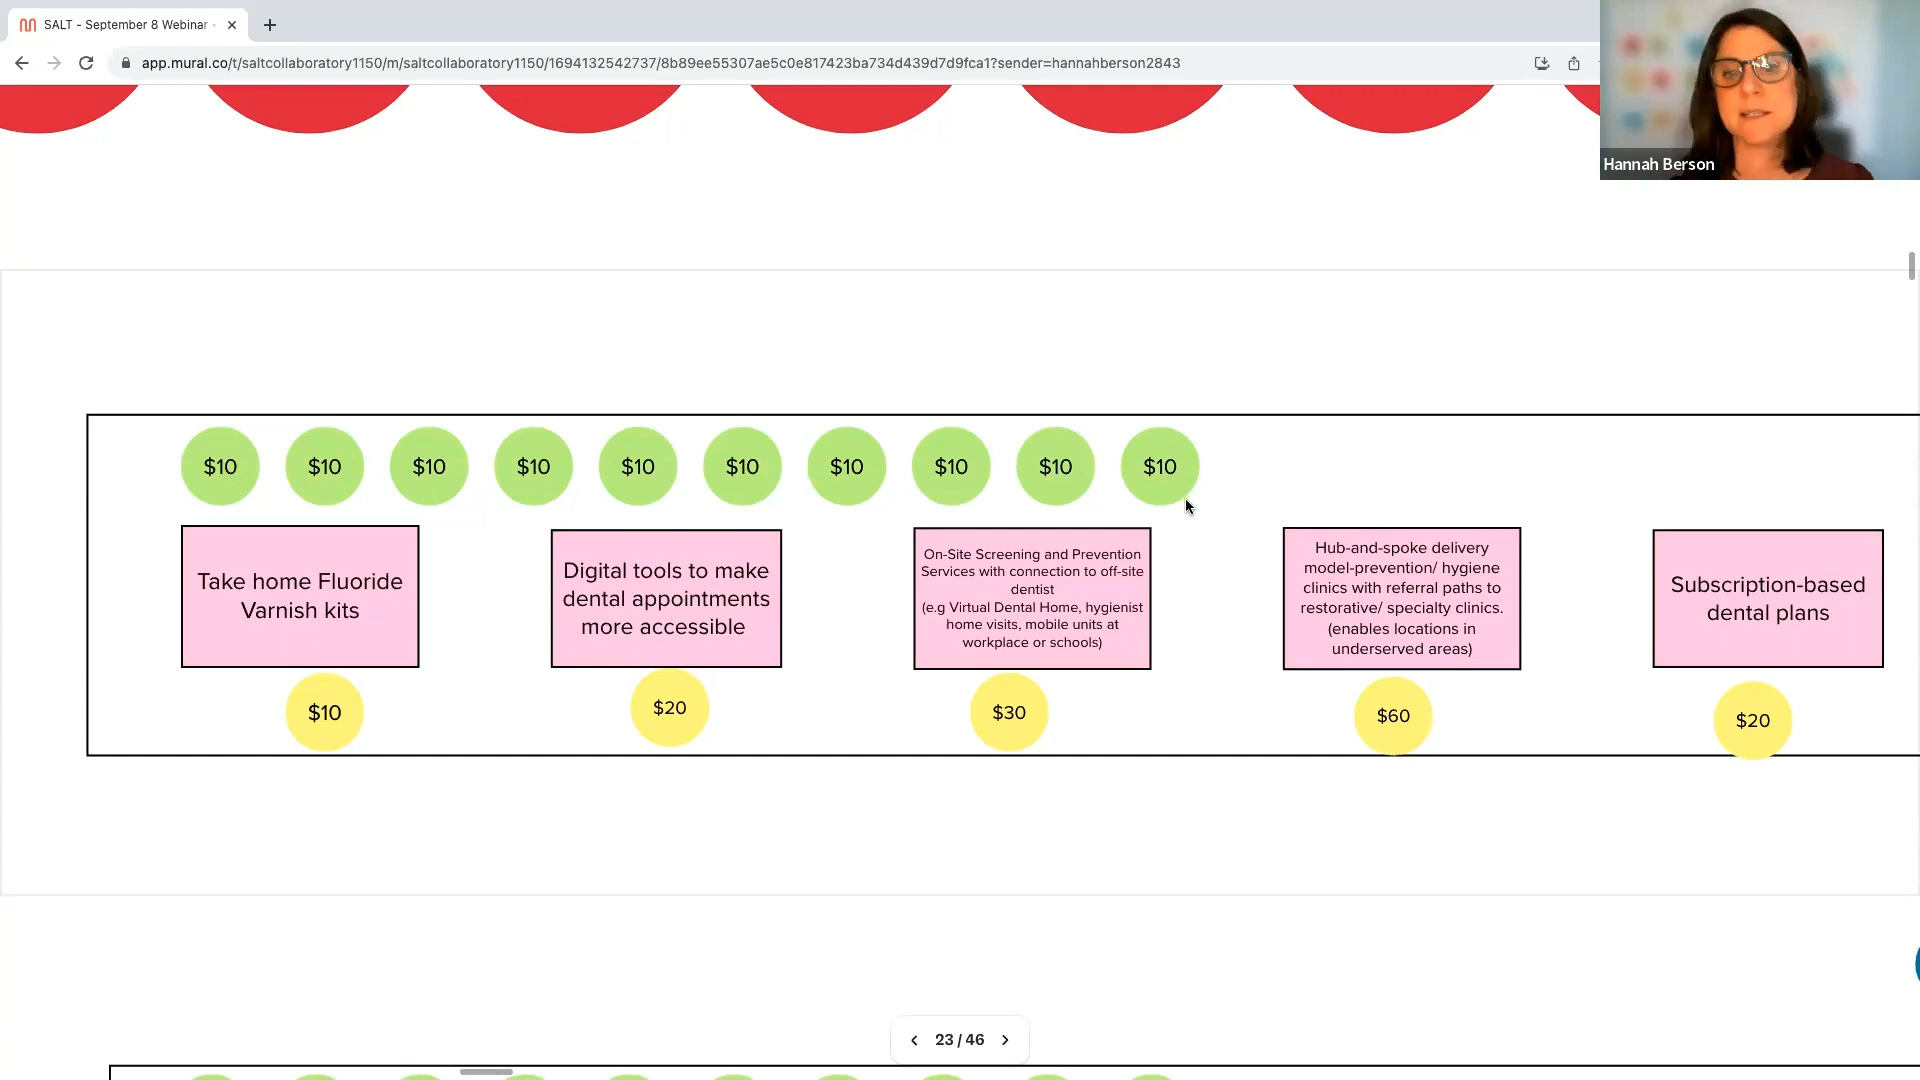 SALT - September 8 Webinar
app.mural.co/t/saltcollaboratory1150/m/saltcollaboratory1150/1694132542737/8b89ee55307ae5c0e817423ba734d439d7d9fca1?sender=hannahberson2843
Hannah Berson
$10 $10 $10 $10 $10 $10 $10 $10 $10 $10
Take home Fluoride
Varnish kits
Digital tools to make
dental appointments
more accessible
On-Site Screening and Prevention
Services with connection to off-site
dentist
(e.g Virtual Dental Home, hygienist
home visits, mobile units at
workplace or schools)
Hub-and-spoke delivery
model-prevention/ hygiene
clinics with referral paths to
restorative/ specialty clinics.
(enables locations in
underserved areas)
Subscription-based
dental plans
$10 $20 $30 $60 $20
23 / 46